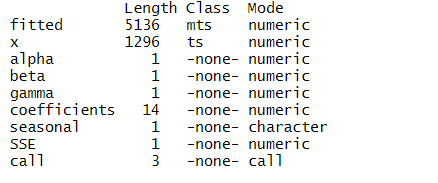 Length Class Mode
fitted 5136 mts numeric
x 1296 ts numeric
alpha 1 -none- numeric
beta 1 -none- numeric
gamma 1 -none- numeric
coefficients 14 -none- numeric
seasonal 1 -none- character
SSE 1 -none- numeric
call 3 -none- call